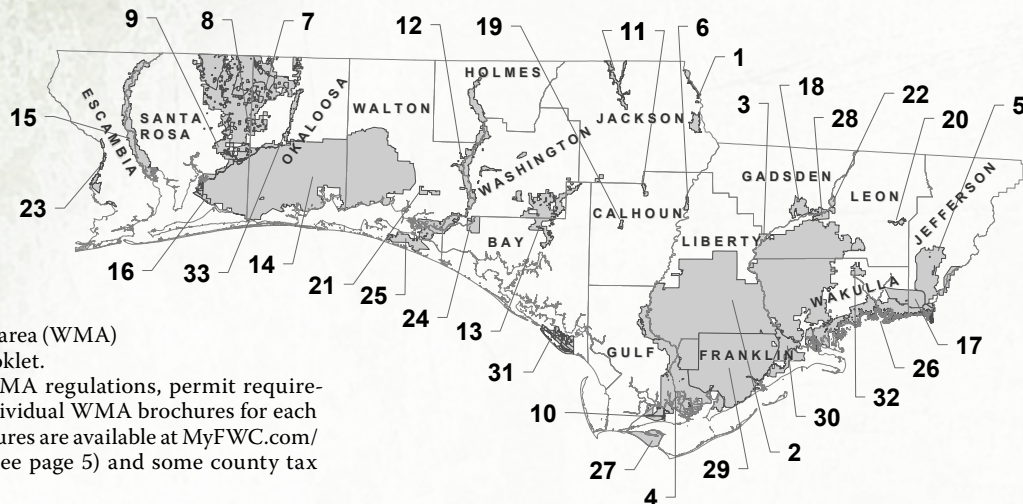 9
8
7
12
19
11
6
1
18
3
28
22
20
5
HOLMES
WALTON
OKALOOSA
SANTA
ROSA
ESCAMBIA
15
JACKSON
WASHINGTON
GADSDEN
LEON
JEFFERSON
CALHOUN
LIBERTY
BAY
WAKULLA
GULF
FRANKLIN
23
16
33
14
21
25
24
13
31
10
27
4
29
2
30
32
26
17
area (WMA)
oklet.
WMA regulations, permit require-
dividual WMA brochures for each
ures are available at MyFWC.com/
ee page 5) and some county tax